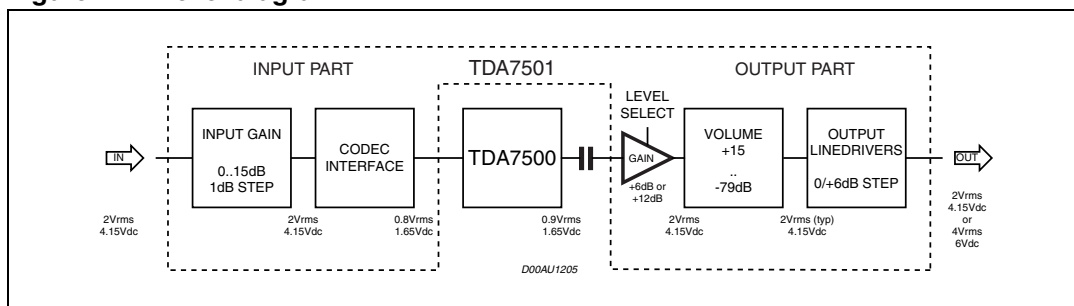 INPUT PART
TDA7501
OUTPUT PART
LEVEL
SELECT
IN
INPUT GAIN
0..15dB
1dB STEP
CODEC
INTERFACE
TDA7500
GAIN
+6dB or
+12dB
VOLUME
+15
..
-79dB
OUTPUT
LINEDRIVERS
0/+6dB STEP
OUT
2Vrms
4.15Vdc
2Vrms
4.15Vdc
0.8Vrms
1.65Vdc
0.9Vrms
1.65Vdc
2Vrms
4.15Vdc
2Vrms (typ)
4.15Vdc
2Vrms
4.15Vdc
or
4Vrms
6Vdc
D00AU1205